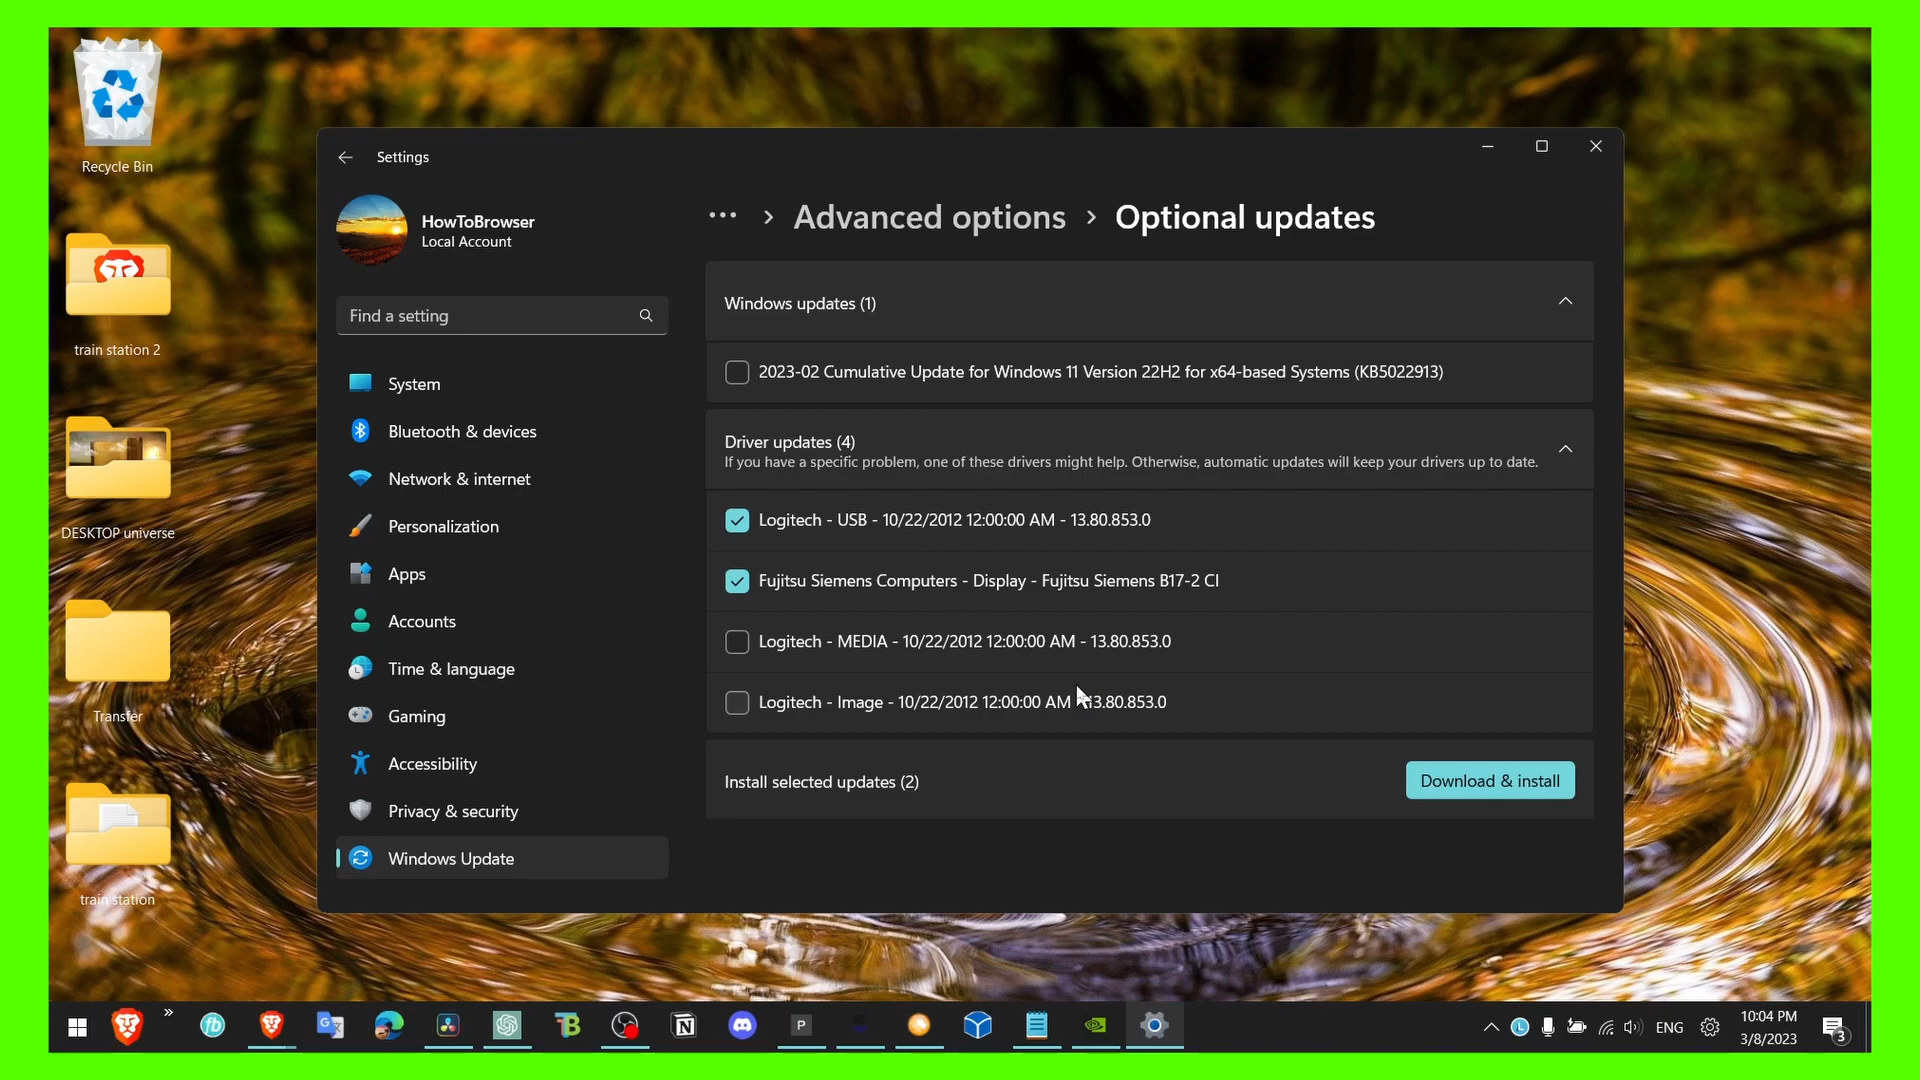 Recycle Bin
train station 2
DESKTOP universe
Transfer
train station
Settings
HowToBrowser
Local Account
Find a setting
System
Bluetooth & devices
Network & internet
Personalization
Apps
Accounts
Time & language
Gaming
Accessibility
Privacy & security
Windows Update
··· > Advanced options > Optional updates
Windows updates (1)
2023-02 Cumulative Update for Windows 11 Version 22H2 for x64-based Systems (KB5022913)
Driver updates (4)
If you have a specific problem, one of these drivers might help. Otherwise, automatic updates will keep your drivers up to date.
Logitech - USB - 10/22/2012 12:00:00 AM - 13.80.853.0
Fujitsu Siemens Computers - Display - Fujitsu Siemens B17-2 CI
Logitech - MEDIA - 10/22/2012 12:00:00 AM - 13.80.853.0
Logitech - Image - 10/22/2012 12:00:00 AM 13.80.853.0
Install selected updates (2)
Download & install
» fb G TB N P L ENG
10:04 PM
3/8/2023
3